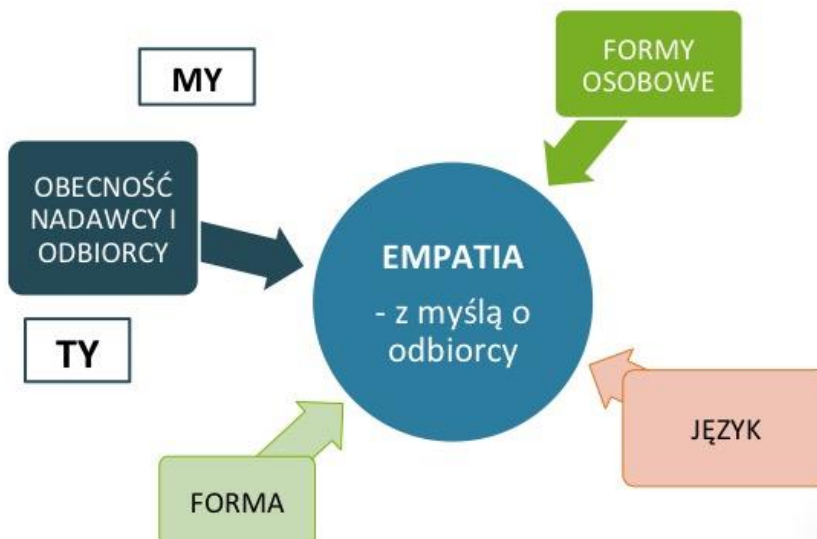 MY
FORMY
OSOBOWE
OBECNOŚĆ
NADAWCY I
ODBIORCY
EMPATIA
- z myślą o
odbiorcy
TY
JĘZYK
FORMA